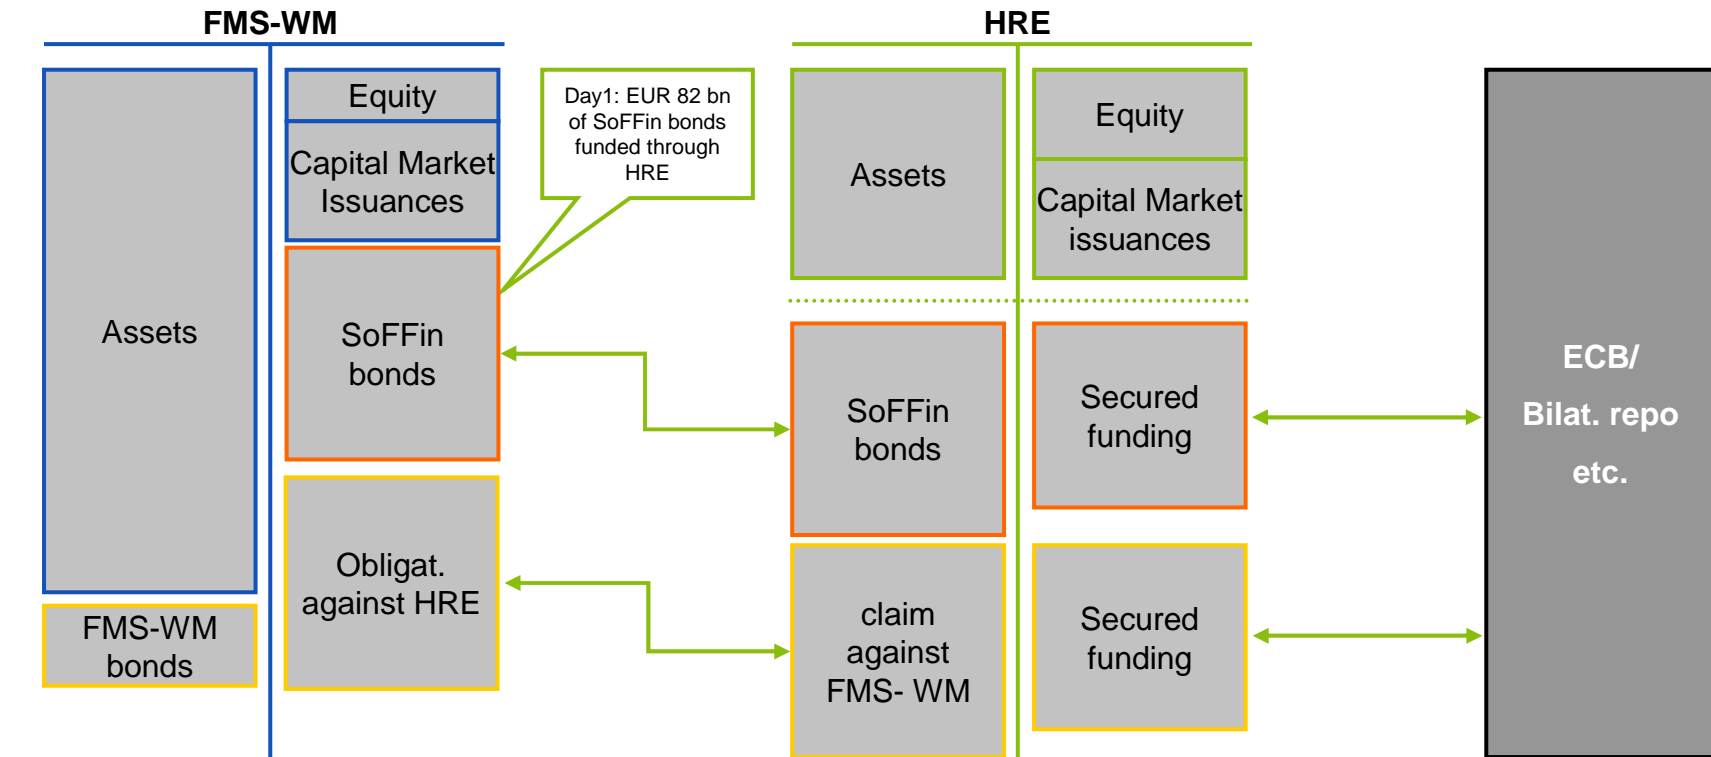 FMS-WM
HRE
Assets
FMS-WM
bonds
Equity
Capital Market
Issuances
SoFFin
bonds
Obligat.
against HRE
Day1: EUR 82 bn
of SoFFin bonds
funded through
HRE
Assets
SoFFin
bonds
claim
against
FMS- WM
Equity
Capital Market
issuances
Secured
funding
Secured
funding
ECB/
Bilat. repo
etc.